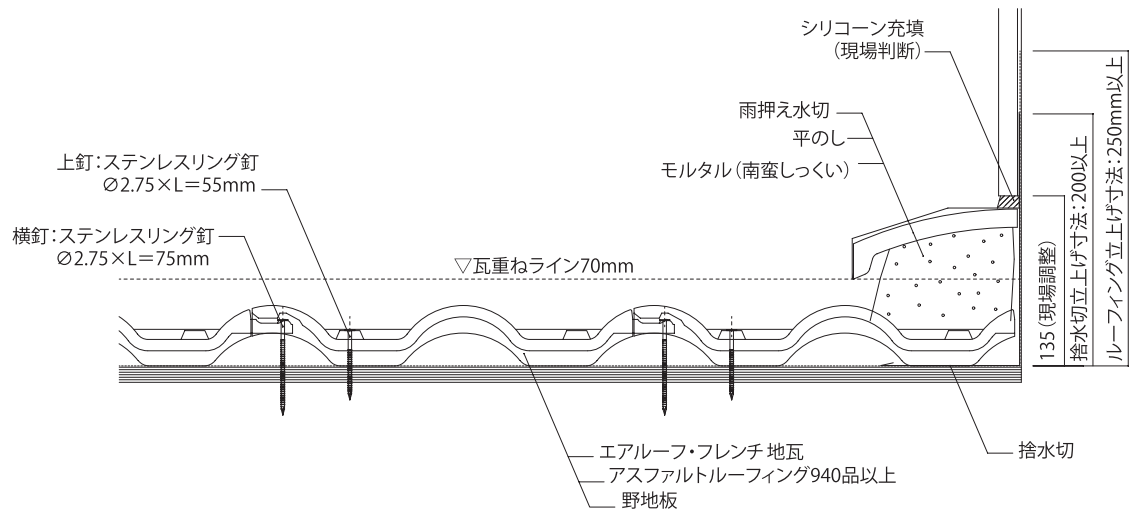 シリコーン充填
（現場判断）
雨押え水切
平のし
モルタル（南蛮しっくい）
上釘：ステンレスリング釘
∅2.75×L＝55mm
横釘：ステンレスリング釘
∅2.75×L＝75mm
▽瓦重ねライン70mm
135（現場調整）
捨水切立上げ寸法：200以上
ルーフィング立上げ寸法：250mm以上
エアルーフ・フレンチ 地瓦
アスファルトルーフィング940品以上
野地板
捨水切